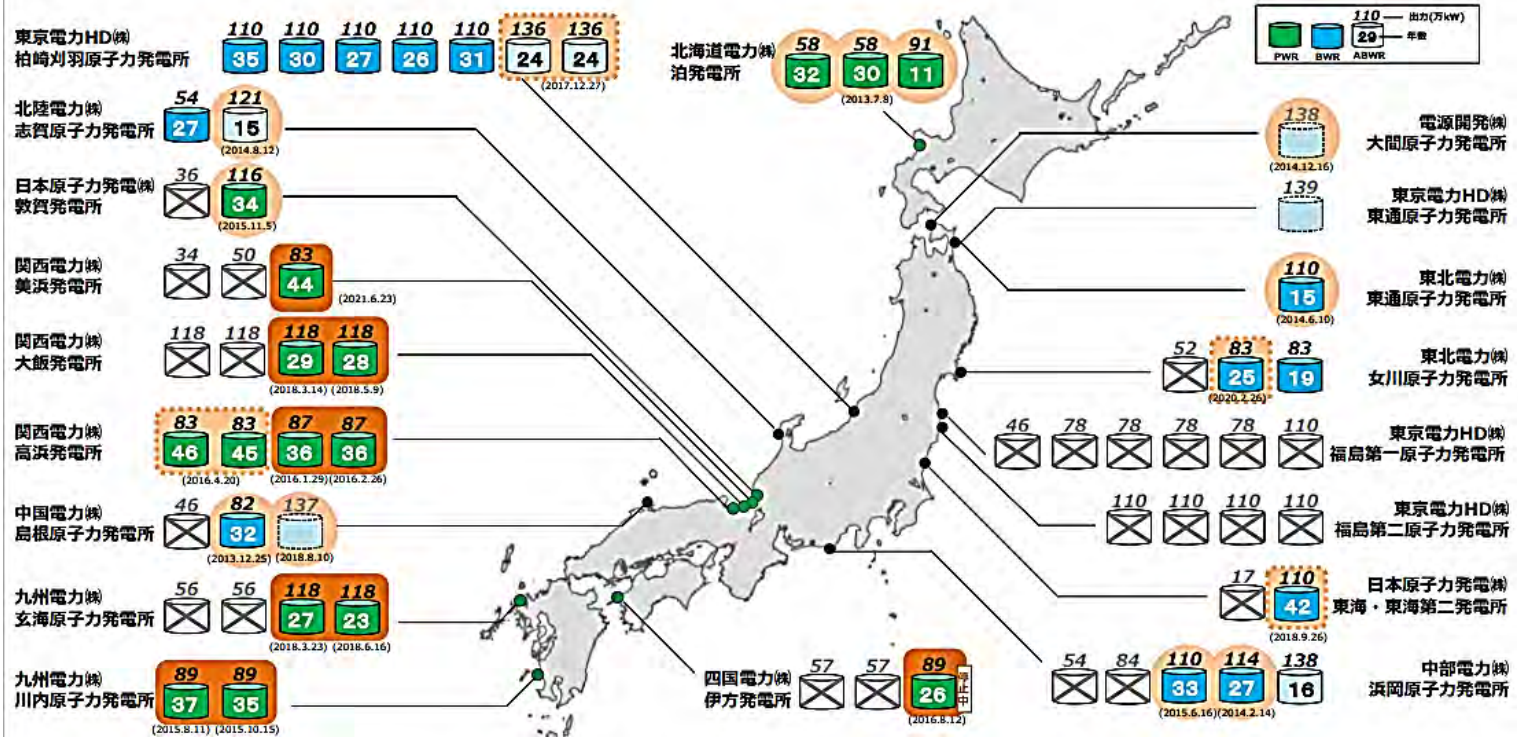 110 出力(万kW)
29 年数
PWR BWR ABWR
東京電力HD㈱
柏崎刈羽原子力発電所
110 110 110 110 110 136 136
35 30 27 26 31 24 24
(2017.12.27)
北海道電力㈱
泊発電所
58 58 91
32 30 11
(2013.7.8)
北陸電力㈱
志賀原子力発電所
54 121
27 15
(2014.8.12)
電源開発㈱
大間原子力発電所
138
(2014.12.16)
日本原子力発電㈱
敦賀発電所
36 116
34
(2015.11.5)
東京電力HD㈱
東通原子力発電所
139
関西電力㈱
美浜発電所
34 50 83
44
(2021.6.23)
東北電力㈱
東通原子力発電所
110
15
(2014.6.10)
関西電力㈱
大飯発電所
118 118 118 118
29 28
(2018.3.14) (2018.5.9)
東北電力㈱
女川原子力発電所
52 83 83
25 19
(2020.2.26)
関西電力㈱
高浜発電所
83 83 87 87
46 45 36 36
(2016.4.20) (2016.1.29) (2016.2.26)
東京電力HD㈱
福島第一原子力発電所
46 78 78 78 78 110
中国電力㈱
島根原子力発電所
46 82 137
32
(2013.12.25) (2018.8.10)
東京電力HD㈱
福島第二原子力発電所
110 110 110 110
九州電力㈱
玄海原子力発電所
56 56 118 118
27 23
(2018.3.23) (2018.6.16)
日本原子力発電㈱
東海・東海第二発電所
17 110
42
(2018.9.26)
九州電力㈱
川内原子力発電所
89 89
37 35
(2015.8.11) (2015.10.15)
四国電力㈱
伊方発電所
57 57 89
26
停止中
(2016.8.12)
中部電力㈱
浜岡原子力発電所
54 84 110 114 138
33 27 16
(2015.6.16) (2014.2.14)